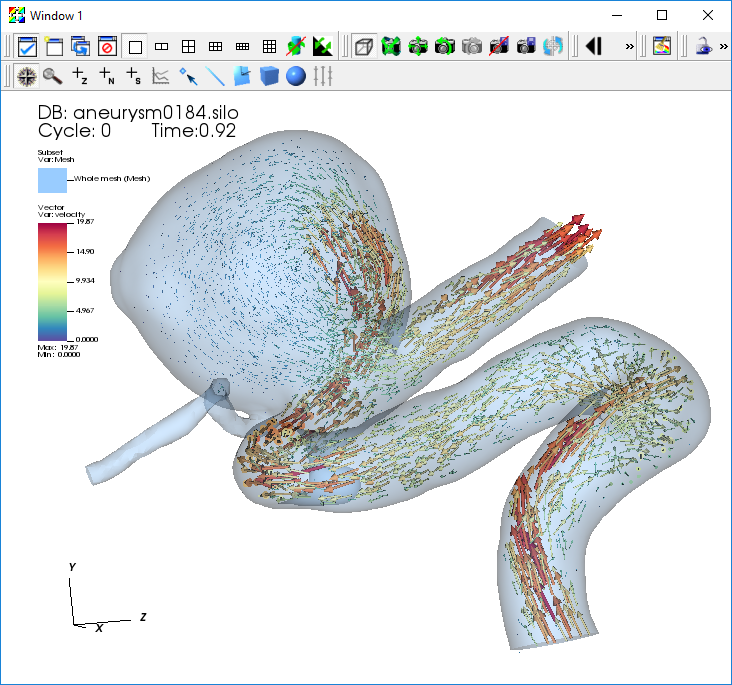 Window 1
»
»
»
Z
N
S
DB: aneurysm0184.silo
Cycle: 0 Time:0.92
Subset
Var: Mesh
Whole mesh (Mesh)
Vector
Var: velocity
19.87
14.90
9.934
4.967
0.0000
Max: 19.87
Min: 0.0000
Y
Z
X